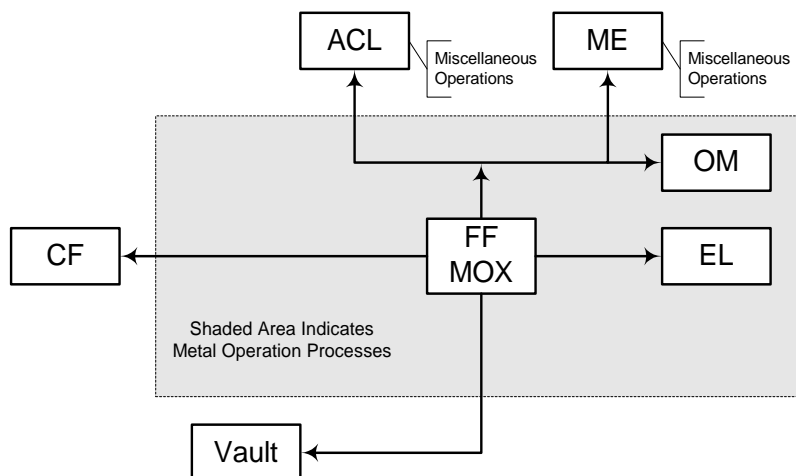 ACL
Miscellaneous
Operations
ME
Miscellaneous
Operations
OM
CF
FF
MOX
EL
Shaded Area Indicates
Metal Operation Processes
Vault